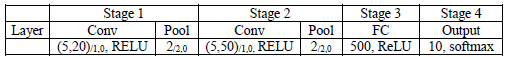 Stage 1 Stage 2 Stage 3 Stage 4
Layer Conv Pool Conv Pool FC Output
(5,20)/1,0, RELU 2/2,0 (5,50)/1,0, RELU 2/2,0 500, ReLU 10, softmax